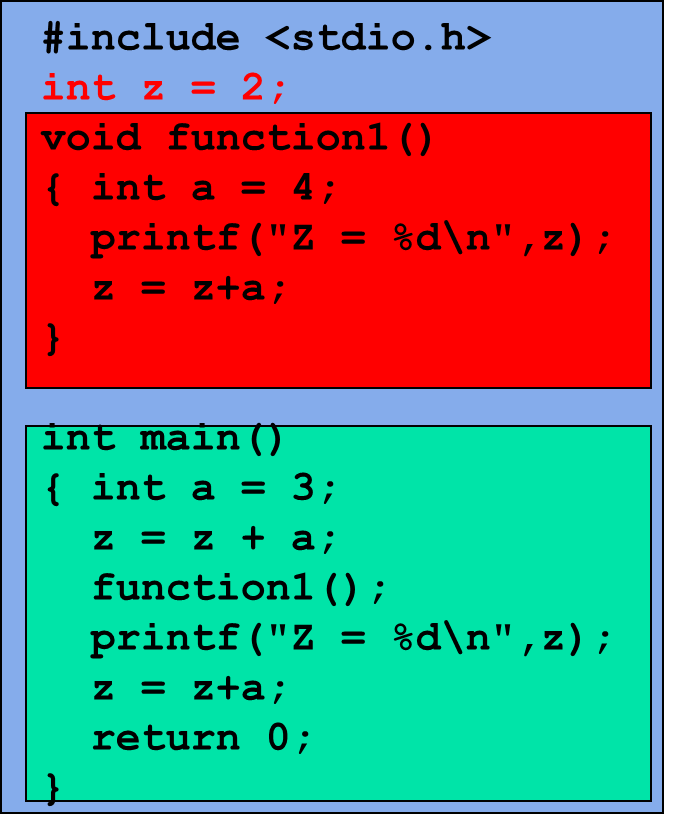 #include <stdio.h>
int z = 2;
void function1()
{ int a = 4;
printf("Z = %d\n",z);
z = z+a;
}
int main()
{ int a = 3;
z = z + a;
function1();
printf("Z = %d\n",z);
z = z+a;
return 0;
}